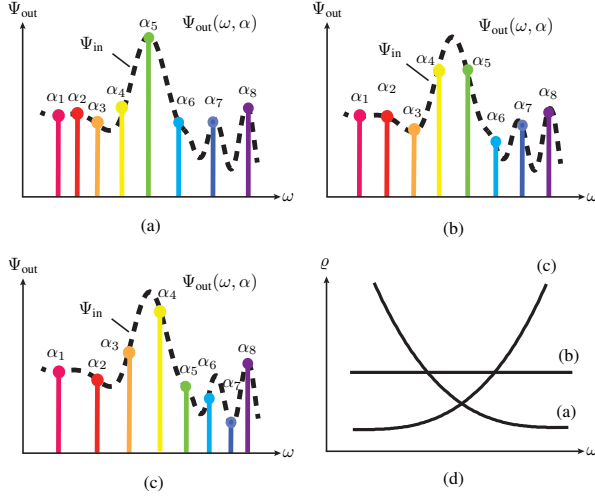 Ψout
Ψout(ω, α)
Ψin
α1
α2
α3
α4
α5
α6
α7
α8
ω
(a)
Ψout
Ψout(ω, α)
Ψin
α1
α2
α3
α4
α5
α6
α7
α8
ω
(b)
Ψout
Ψout(ω, α)
Ψin
α1
α2
α3
α4
α5
α6
α7
α8
ω
(c)
ϱ
(c)
(b)
(a)
ω
(d)